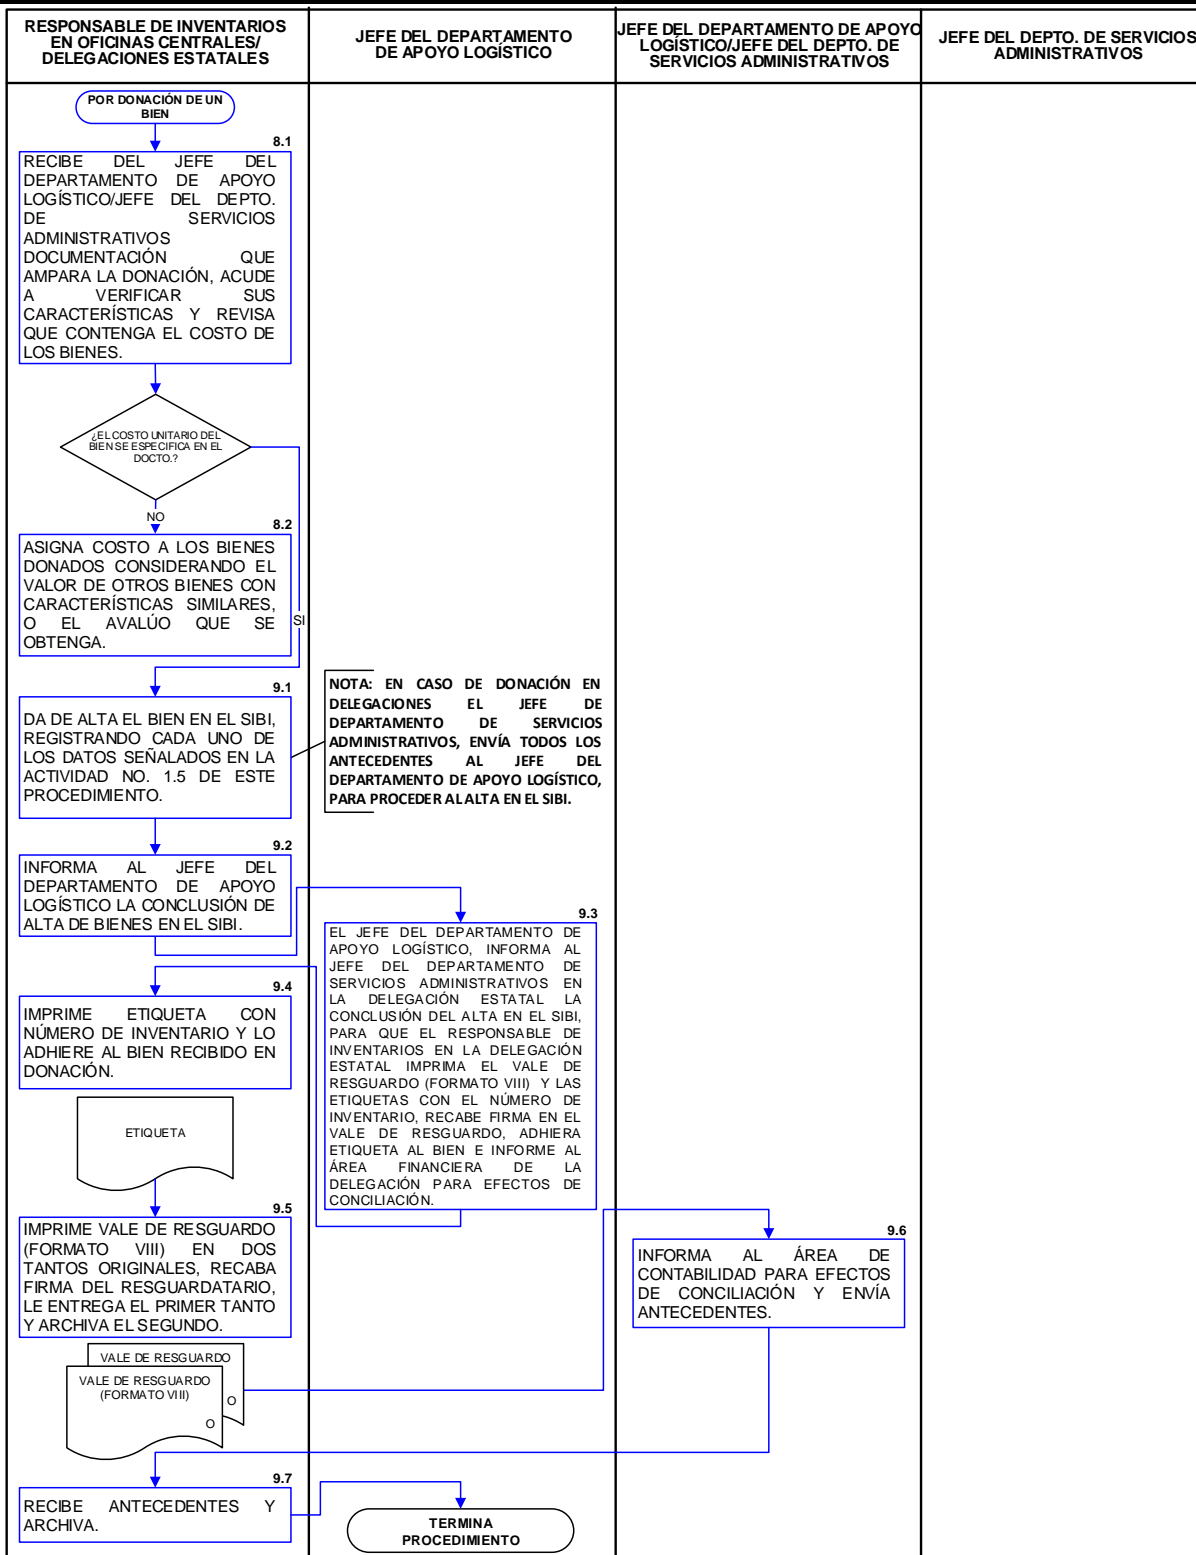 RESPONSABLE DE INVENTARIOS
EN OFICINAS CENTRALES/
DELEGACIONES ESTATALES
JEFE DEL DEPARTAMENTO
DE APOYO LOGÍSTICO
JEFE DEL DEPARTAMENTO DE APOYO
LOGÍSTICO/JEFE DEL DEPTO. DE
SERVICIOS ADMINISTRATIVOS
JEFE DEL DEPTO. DE SERVICIOS
ADMINISTRATIVOS
POR DONACIÓN DE UN
BIEN
8.1
RECIBE DEL JEFE DEL
DEPARTAMENTO DE APOYO
LOGÍSTICO/JEFE DEL DEPTO.
DE SERVICIOS
ADMINISTRATIVOS
DOCUMENTACIÓN QUE
AMPARA LA DONACIÓN, ACUDE
A VERIFICAR SUS
CARACTERÍSTICAS Y REVISA
QUE CONTENGA EL COSTO DE
LOS BIENES.
¿EL COSTO UNITARIO DEL
BIEN SE ESPECIFICA EN EL
DOCTO.?
NO
8.2
ASIGNA COSTO A LOS BIENES
DONADOS CONSIDERANDO EL
VALOR DE OTROS BIENES CON
CARACTERÍSTICAS SIMILARES,
O EL AVALÚO QUE SE
OBTENGA.
SI
9.1
DA DE ALTA EL BIEN EN EL SIBI,
REGISTRANDO CADA UNO DE
LOS DATOS SEÑALADOS EN LA
ACTIVIDAD NO. 1.5 DE ESTE
PROCEDIMIENTO.
NOTA: EN CASO DE DONACIÓN EN
DELEGACIONES EL JEFE DE
DEPARTAMENTO DE SERVICIOS
ADMINISTRATIVOS, ENVÍA TODOS LOS
ANTECEDENTES AL JEFE DEL
DEPARTAMENTO DE APOYO LOGÍSTICO,
PARA PROCEDER AL ALTA EN EL SIBI.
9.2
INFORMA AL JEFE DEL
DEPARTAMENTO DE APOYO
LOGÍSTICO LA CONCLUSIÓN DE
ALTA DE BIENES EN EL SIBI.
9.3
EL JEFE DEL DEPARTAMENTO DE
APOYO LOGÍSTICO, INFORMA AL
JEFE DEL DEPARTAMENTO DE
SERVICIOS ADMINISTRATIVOS EN
LA DELEGACIÓN ESTATAL LA
CONCLUSIÓN DEL ALTA EN EL SIBI,
PARA QUE EL RESPONSABLE DE
INVENTARIOS EN LA DELEGACIÓN
ESTATAL IMPRIMA EL VALE DE
RESGUARDO (FORMATO VIII) Y LAS
ETIQUETAS CON EL NÚMERO DE
INVENTARIO, RECABE FIRMA EN EL
VALE DE RESGUARDO, ADHIERA
ETIQUETA AL BIEN E INFORME AL
ÁREA FINANCIERA DE LA
DELEGACIÓN PARA EFECTOS DE
CONCILIACIÓN.
9.4
IMPRIME ETIQUETA CON
NÚMERO DE INVENTARIO Y LO
ADHIERE AL BIEN RECIBIDO EN
DONACIÓN.
ETIQUETA
9.5
IMPRIME VALE DE RESGUARDO
(FORMATO VIII) EN DOS
TANTOS ORIGINALES, RECABA
FIRMA DEL RESGUARDATARIO,
LE ENTREGA EL PRIMER TANTO
Y ARCHIVA EL SEGUNDO.
9.6
INFORMA AL ÁREA DE
CONTABILIDAD PARA EFECTOS
DE CONCILIACIÓN Y ENVÍA
ANTECEDENTES.
VALE DE RESGUARDO
O
VALE DE RESGUARDO
(FORMATO VIII)
O
9.7
RECIBE ANTECEDENTES Y
ARCHIVA.
TERMINA
PROCEDIMIENTO